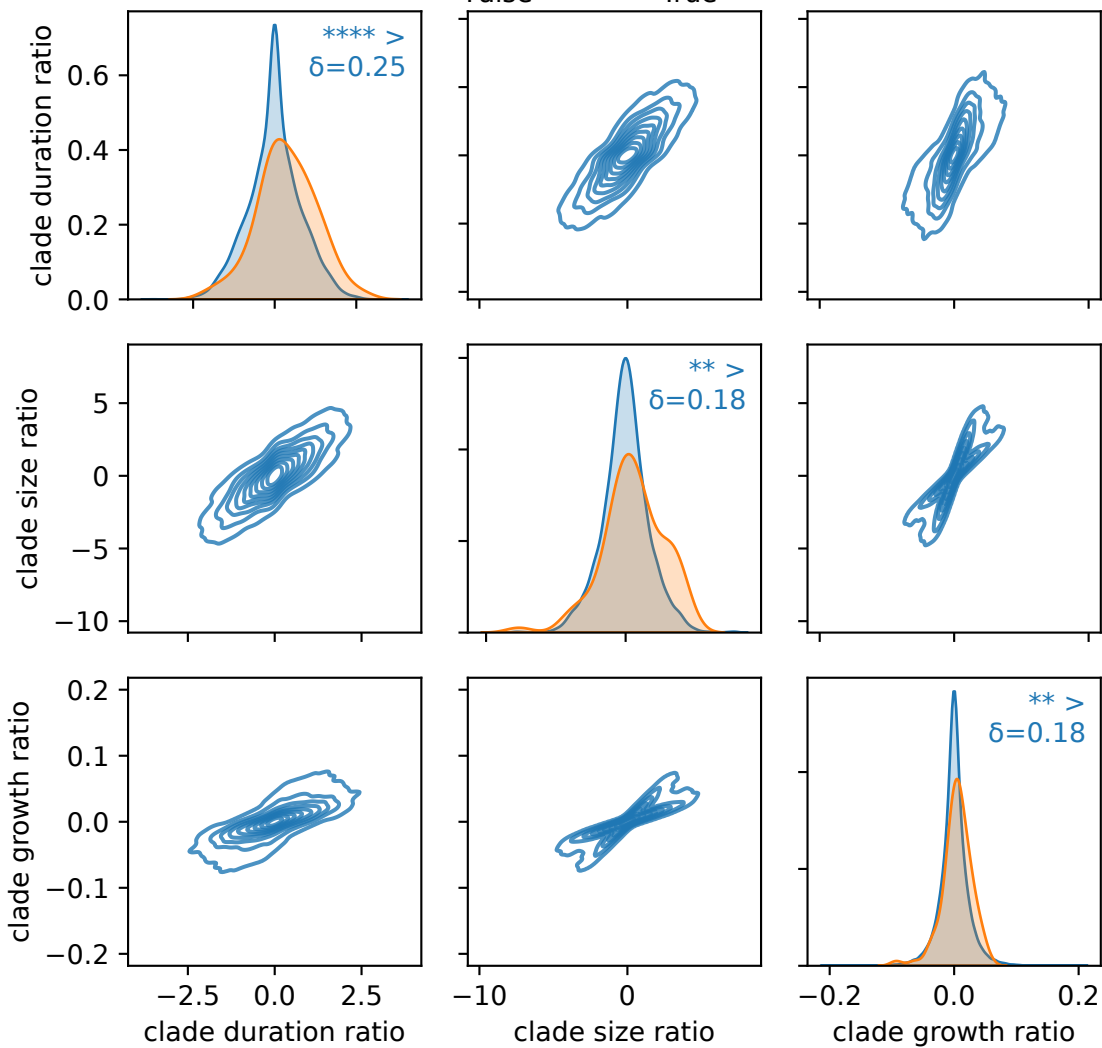 clade duration ratio
0.6
0.4
0.2
0.0
**** >
δ=0.25
clade size ratio
5
0
−5
−10
** >
δ=0.18
clade growth ratio
0.2
0.1
0.0
−0.1
−0.2
** >
δ=0.18
−2.5 0.0 2.5
−10 0
−0.2 0.0 0.2
clade duration ratio
clade size ratio
clade growth ratio